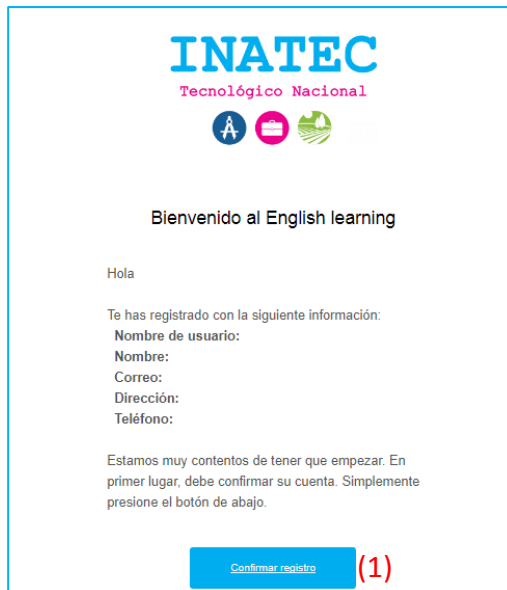 INATEC
Tecnológico Nacional
Bienvenido al English learning
Hola
Te has registrado con la siguiente información:
Nombre de usuario:
Nombre:
Correo:
Dirección:
Teléfono:
Estamos muy contentos de tener que empezar. En
primer lugar, debe confirmar su cuenta. Simplemente
presione el botón de abajo.
Confirmar registro (1)